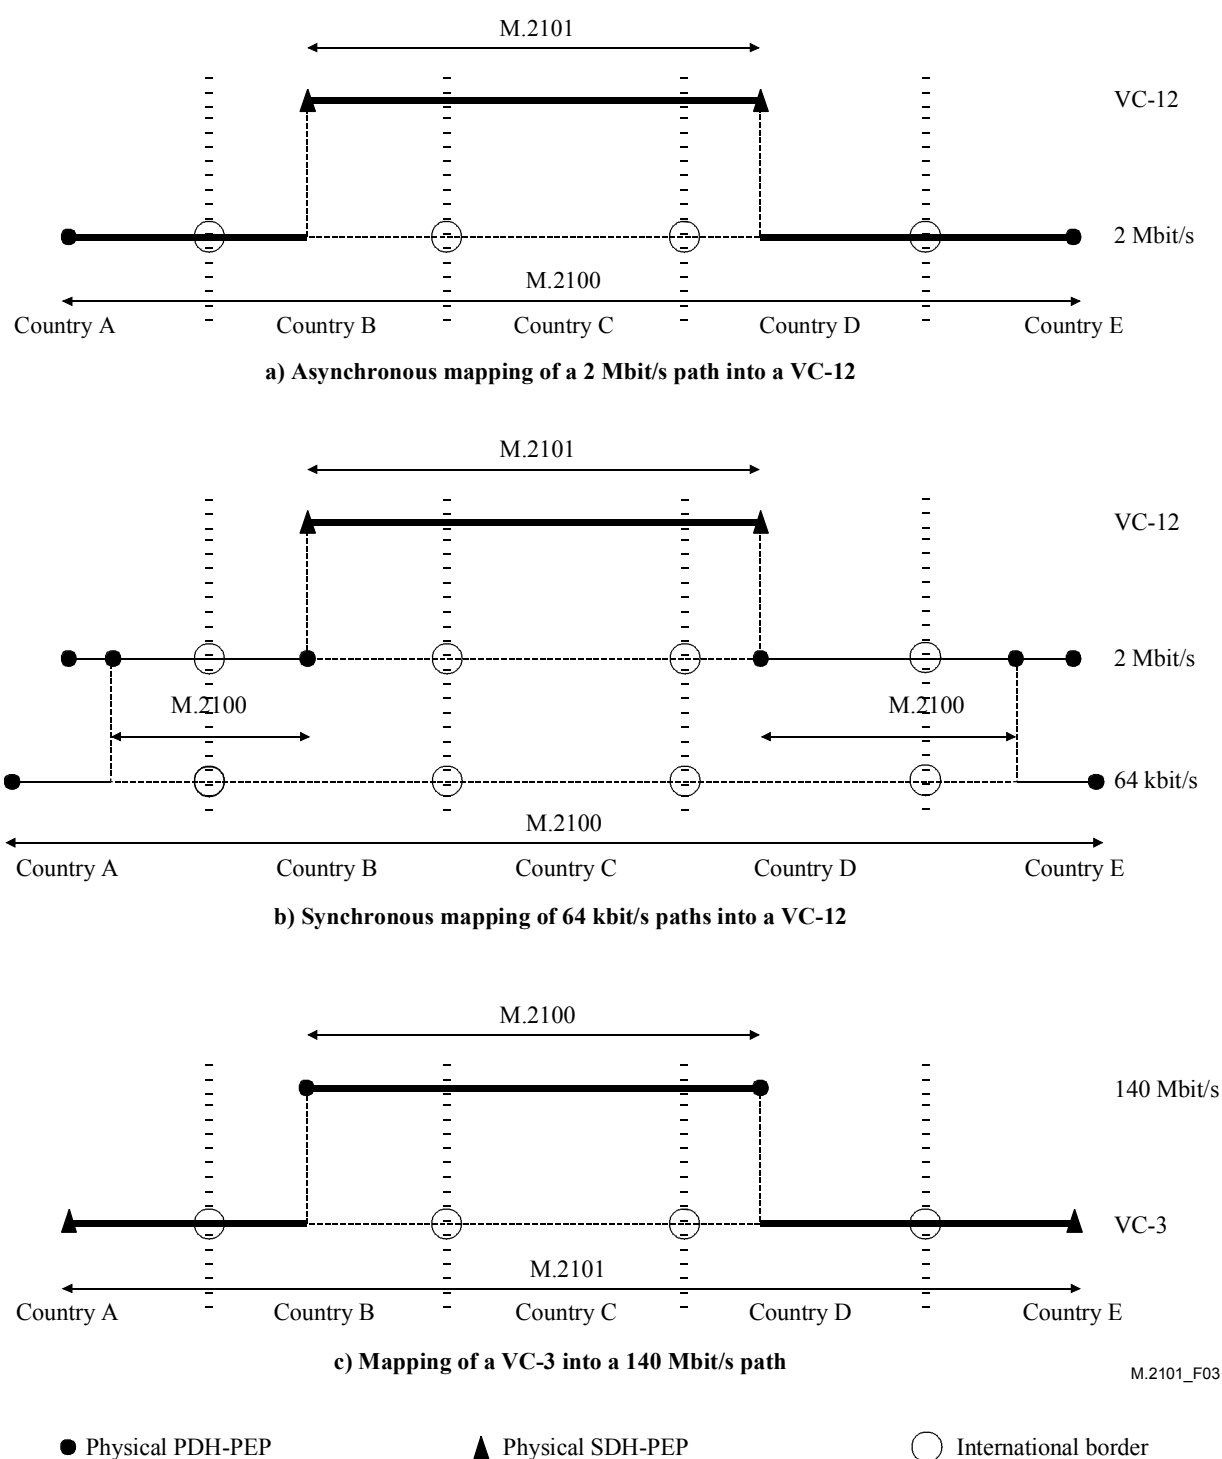 M.2101
VC-12
2 Mbit/s
M.2100
Country A Country B Country C Country D Country E
a) Asynchronous mapping of a 2 Mbit/s path into a VC-12
M.2101
VC-12
2 Mbit/s
M.2100 M.2100
64 kbit/s
M.2100
Country A Country B Country C Country D Country E
b) Synchronous mapping of 64 kbit/s paths into a VC-12
M.2100
140 Mbit/s
VC-3
M.2101
Country A Country B Country C Country D Country E
c) Mapping of a VC-3 into a 140 Mbit/s path
M.2101_F03
Physical PDH-PEP Physical SDH-PEP International border